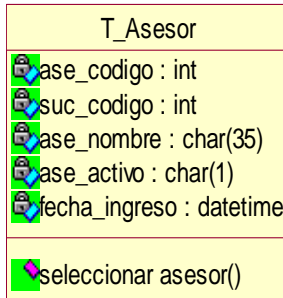 T_Asesor
ase_codigo : int
suc_codigo : int
ase_nombre : char(35)
ase_activo : char(1)
fecha_ingreso : datetime
seleccionar asesor()